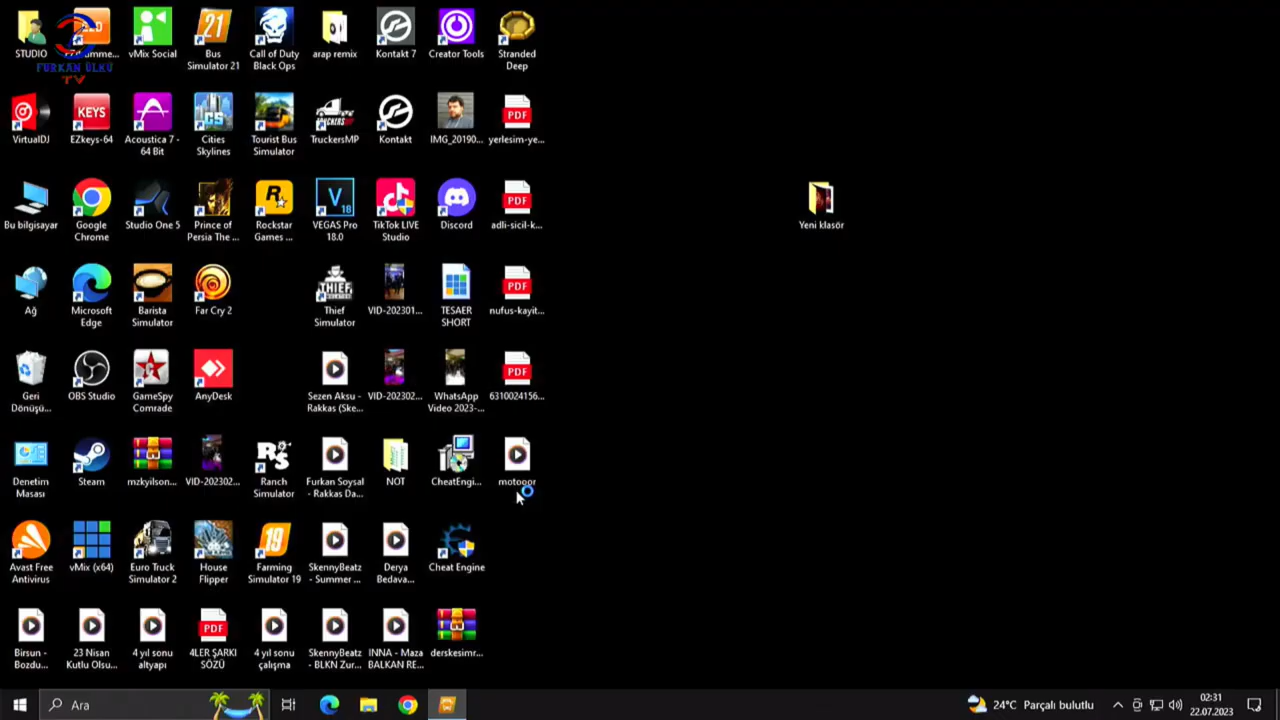 STUDIO
vMix Social
Bus
Simulator 21
Call of Duty
Black Ops
arap remix
Kontakt 7
Creator Tools
Stranded
Deep
FURKAN ÜLKÜ
TV
VirtualDJ
EZkeys-64
Acoustica 7 -
64 Bit
Cities
Skylines
Tourist Bus
Simulator
TruckersMP
Kontakt
IMG_20190...
yerlesim-ye...
Bu bilgisayar
Google
Chrome
Studio One 5
Prince of
Persia The ...
Rockstar
Games ...
VEGAS Pro
18.0
TikTok LIVE
Studio
Discord
adli-sicil-k...
Yeni klasör
Ağ
Microsoft
Edge
Barista
Simulator
Far Cry 2
Thief
Simulator
VID-202301...
TESAER
SHORT
nufus-kayit...
Geri
Dönüşü...
OBS Studio
GameSpy
Comrade
AnyDesk
Sezen Aksu -
Rakkas (Ske...
VID-202302...
WhatsApp
Video 2023-...
6310024156...
Denetim
Masası
Steam
mzkyilson...
VID-202302...
Ranch
Simulator
Furkan Soysal
- Rakkas Da...
NOT
CheatEngi...
motooor
Avast Free
Antivirus
vMix (x64)
Euro Truck
Simulator 2
House
Flipper
Farming
Simulator 19
SkennyBeatz
- Summer ...
Derya
Bedava...
Cheat Engine
Birsun -
Bozdu...
23 Nisan
Kutlu Olsu...
4 yıl sonu
altyapı
4LER ŞARKI
SÖZÜ
4 yıl sonu
çalışma
SkennyBeatz
- BLKN Zur...
INNA - Maza
BALKAN RE...
derskesimr...
Ara
24°C Parçalı bulutlu
02:31
22.07.2023